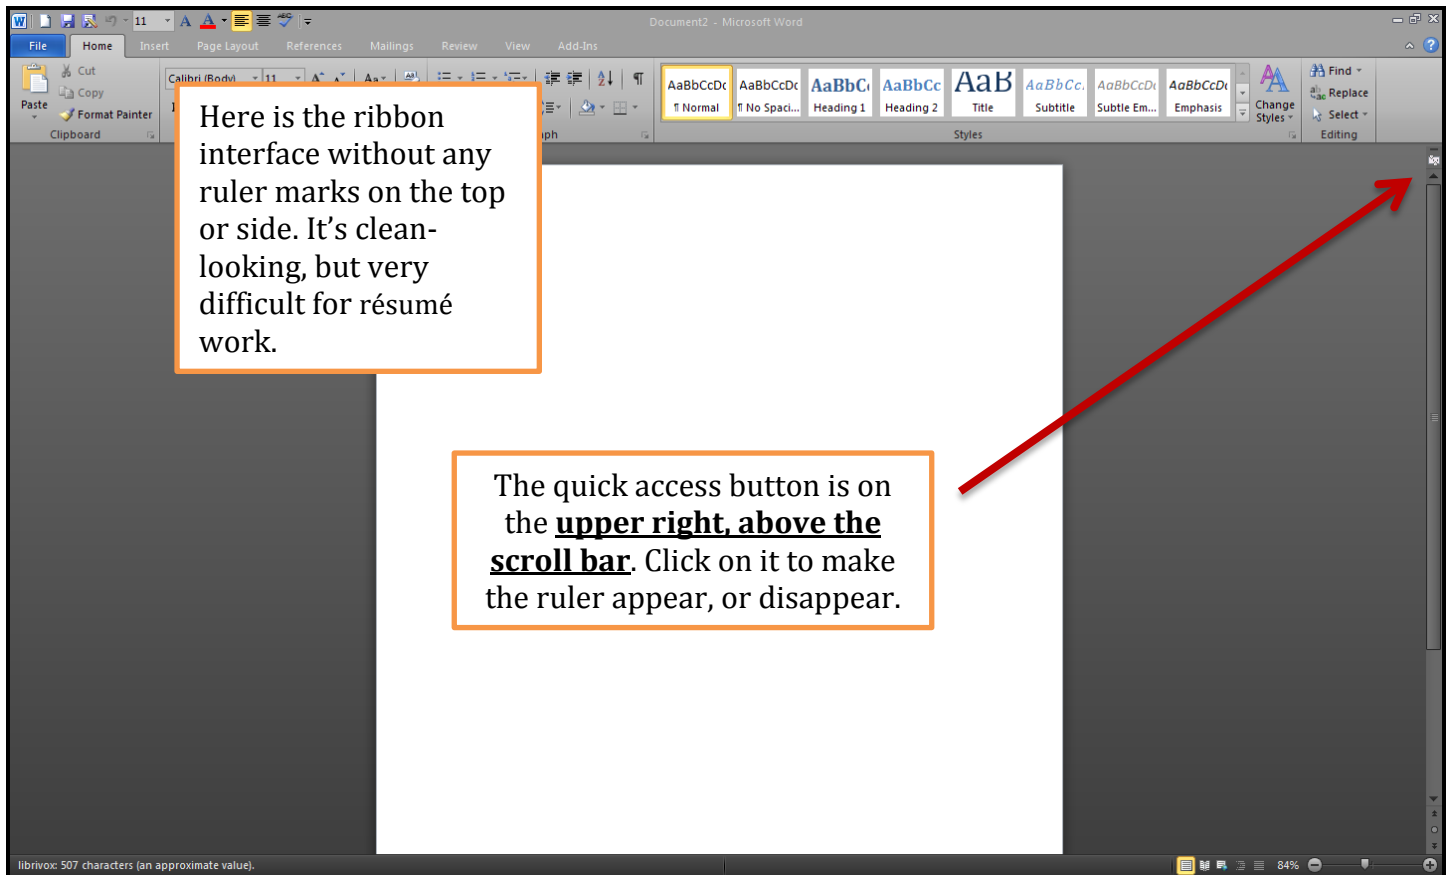 11
Document2 - Microsoft Word
File Home Insert Page Layout References Mailings Review View Add-Ins
Paste
Cut
Copy
Format Painter
Clipboard
Calibri (Body) 11
AaBbCcDc AaBbCcDc AaBbC AaBbCc AaB AaBbCc. AaBbCcDi AaBbCcDi
¶ Normal ¶ No Spaci... Heading 1 Heading 2 Title Subtitle Subtle Em... Emphasis
Change
Styles
Styles
Find
Replace
Select
Editing
Here is the ribbon
interface without any
ruler marks on the top
or side. It’s clean-
looking, but very
difficult for résumé
work.
The quick access button is on
the upper right, above the
scroll bar. Click on it to make
the ruler appear, or disappear.
librivox: 507 characters (an approximate value).
84%